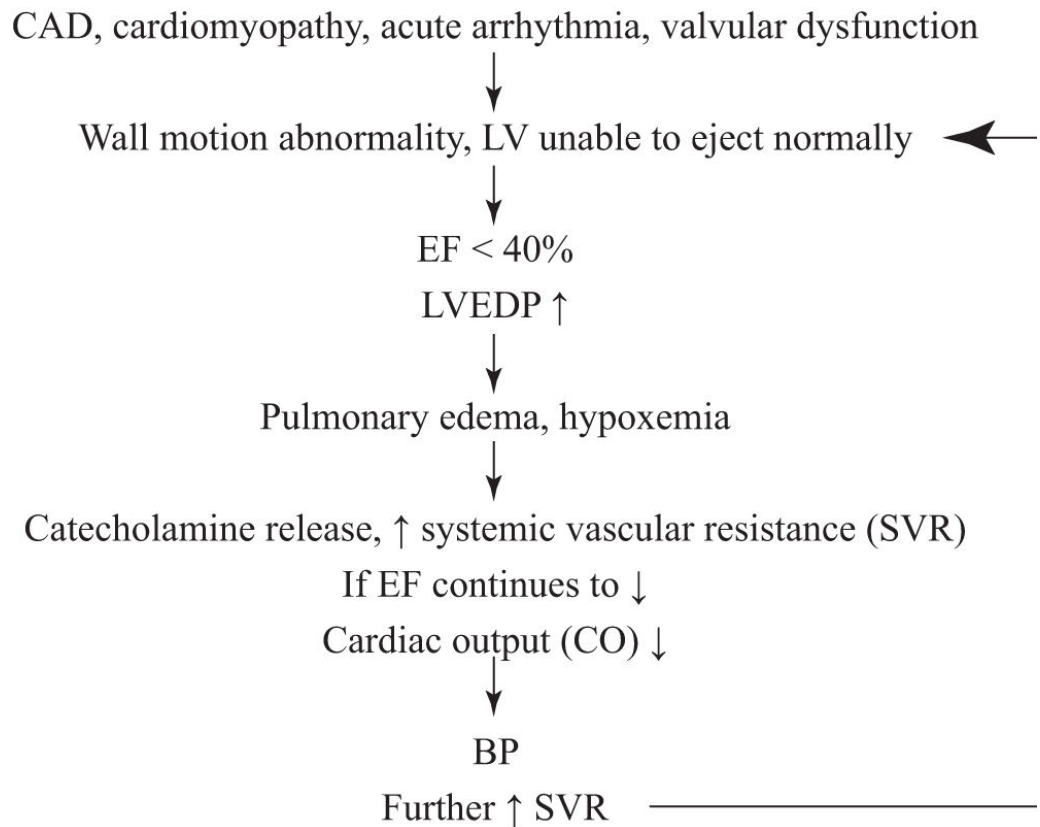 CAD, cardiomyopathy, acute arrhythmia, valvular dysfunction
Wall motion abnormality, LV unable to eject normally
EF < 40%
LVEDP ↑
Pulmonary edema, hypoxemia
Catecholamine release, ↑ systemic vascular resistance (SVR)
If EF continues to ↓
Cardiac output (CO) ↓
BP
Further ↑ SVR